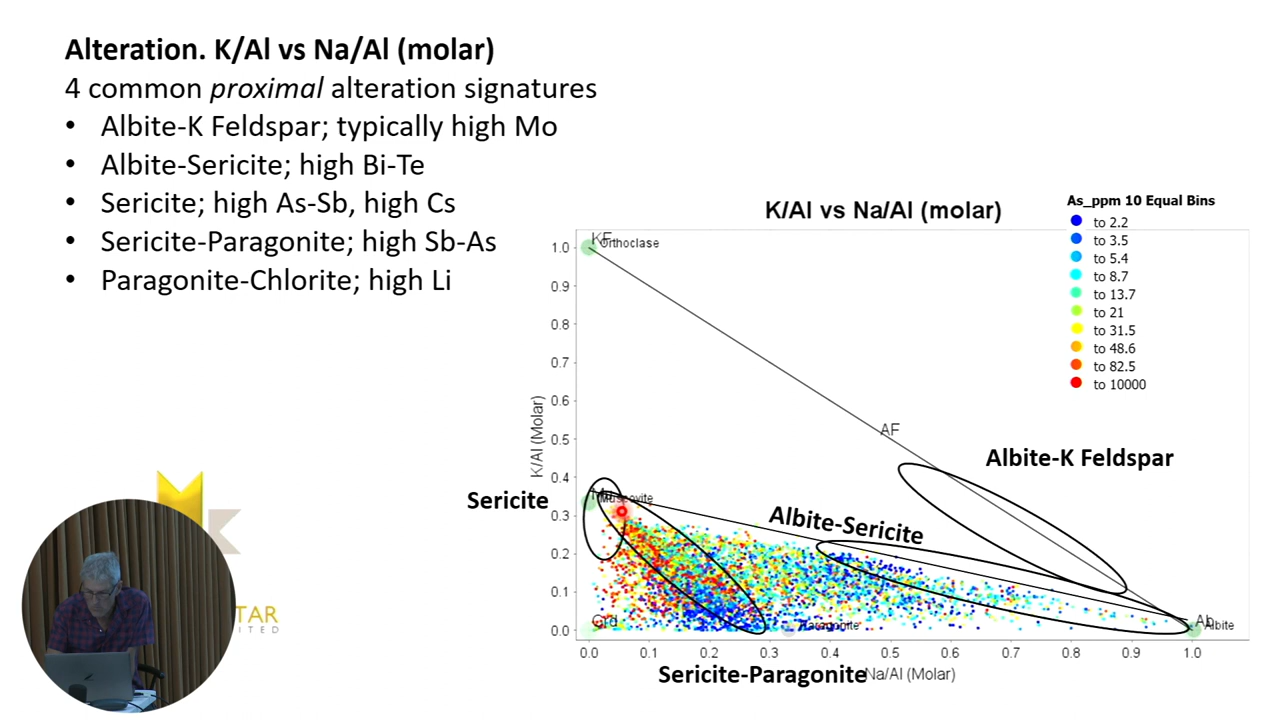 Alteration. K/Al vs Na/Al (molar)
4 common proximal alteration signatures
• Albite-K Feldspar; typically high Mo
• Albite-Sericite; high Bi-Te
• Sericite; high As-Sb, high Cs
• Sericite-Paragonite; high Sb-As
• Paragonite-Chlorite; high Li
K/Al vs Na/Al (molar)
As_ppm 10 Equal Bins
to 2.2
to 3.5
to 5.4
to 8.7
to 13.7
to 21
to 31.5
to 48.6
to 82.5
to 10000
K/Al (Molar)
1.0
0.9
0.8
0.7
0.6
0.5
0.4
0.3
0.2
0.1
0.0
KF
Orthoclase
AF
Albite-K Feldspar
Sericite
Muscovite
Albite-Sericite
Crd
Paragonite
Ab
Albite
0.0 0.1 0.2 0.3 0.4 0.5 0.6 0.7 0.8 0.9 1.0
Sericite-Paragonite
Na/Al (Molar)
TAR
ITED